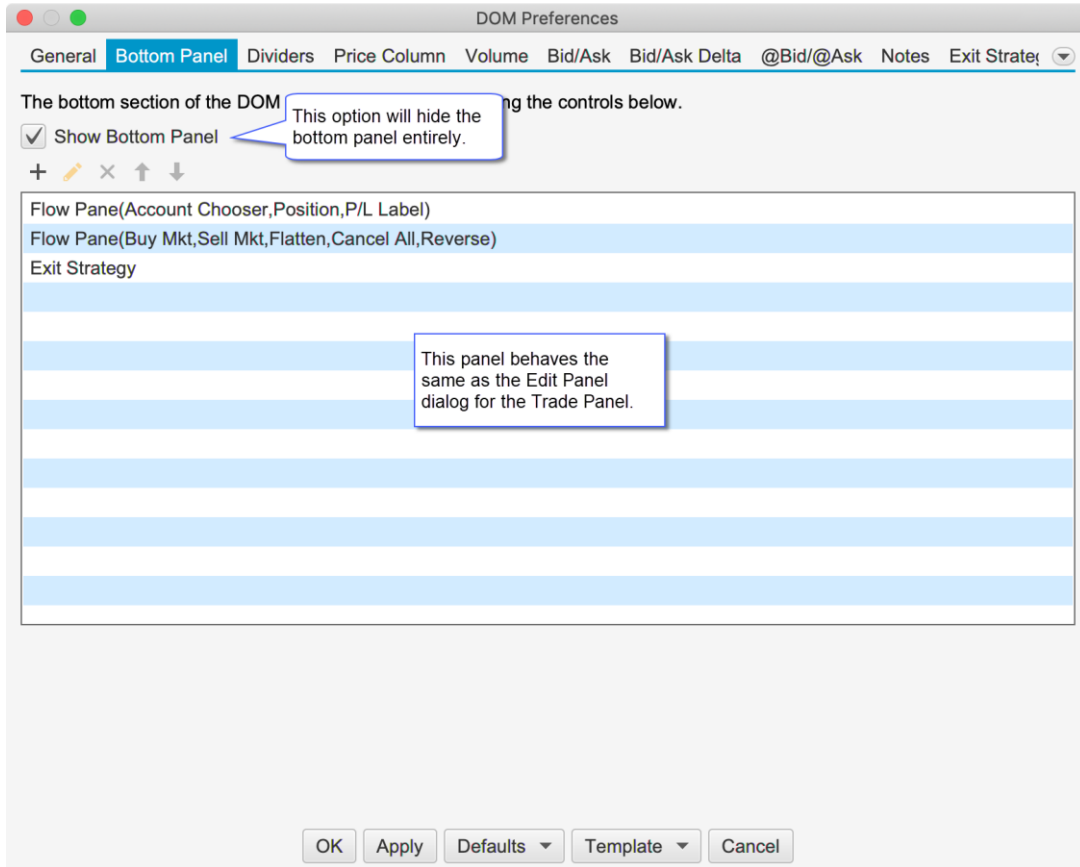 DOM Preferences
General Bottom Panel Dividers Price Column Volume Bid/Ask Bid/Ask Delta @Bid/@Ask Notes Exit Strate
The bottom section of the DOM ng the controls below.
This option will hide the
bottom panel entirely.
Show Bottom Panel
Flow Pane(Account Chooser,Position,P/L Label)
Flow Pane(Buy Mkt,Sell Mkt,Flatten,Cancel All,Reverse)
Exit Strategy
This panel behaves the
same as the Edit Panel
dialog for the Trade Panel.
OK Apply Defaults Template Cancel